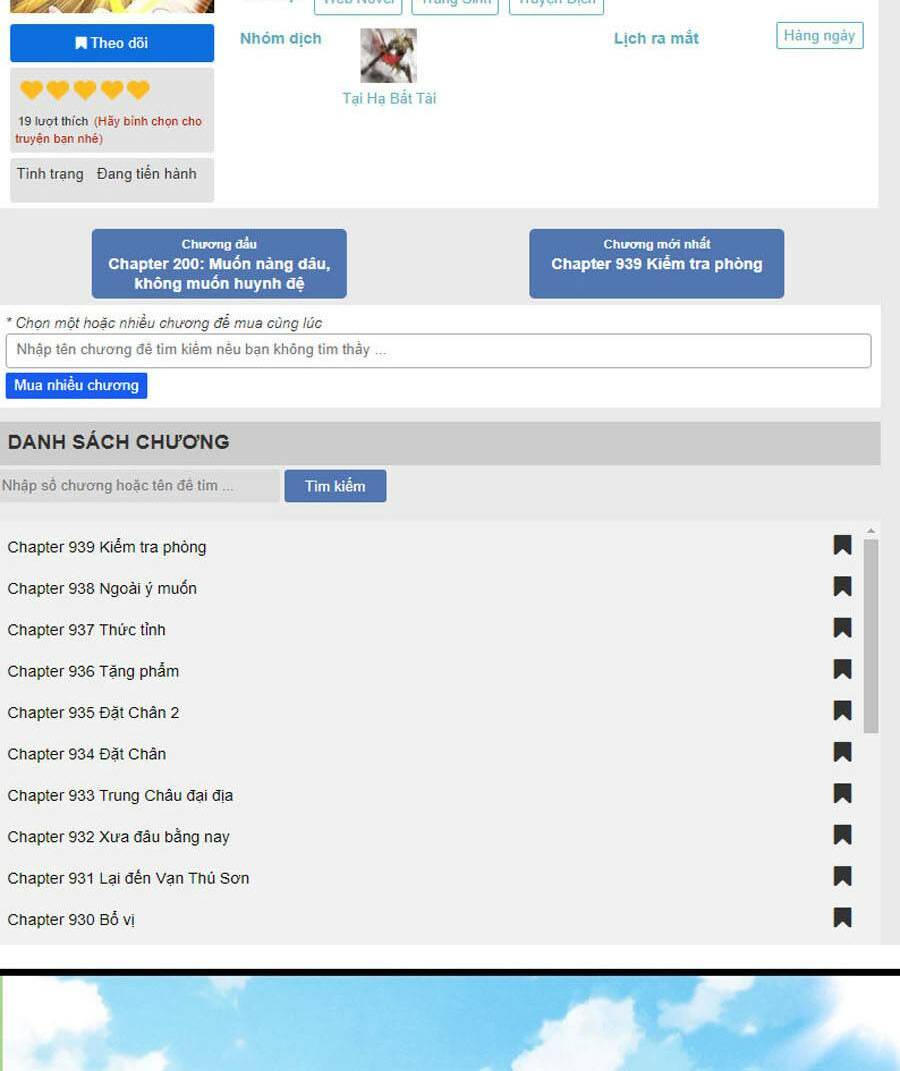 Web Novel Trùng Sinh Truyện Dịch
Theo dõi
Nhóm dịch
Lịch ra mắt
Hàng ngày
Tại Hạ Bất Tài
19 lượt thích (Hãy bình chọn cho
truyện bạn nhé)
Tình trạng Đang tiến hành
Chương đầu
Chapter 200: Muốn nàng dâu,
không muốn huynh đệ
Chương mới nhất
Chapter 939 Kiểm tra phòng
* Chọn một hoặc nhiều chương để mua cùng lúc
Nhập tên chương để tìm kiếm nếu bạn không tìm thấy ...
Mua nhiều chương
DANH SÁCH CHƯƠNG
Nhập số chương hoặc tên để tìm ...
Tìm kiếm
Chapter 939 Kiểm tra phòng
Chapter 938 Ngoài ý muốn
Chapter 937 Thức tỉnh
Chapter 936 Tặng phẩm
Chapter 935 Đặt Chân 2
Chapter 934 Đặt Chân
Chapter 933 Trung Châu đại địa
Chapter 932 Xưa đâu bằng nay
Chapter 931 Lại đến Vạn Thú Sơn
Chapter 930 Bổ vị